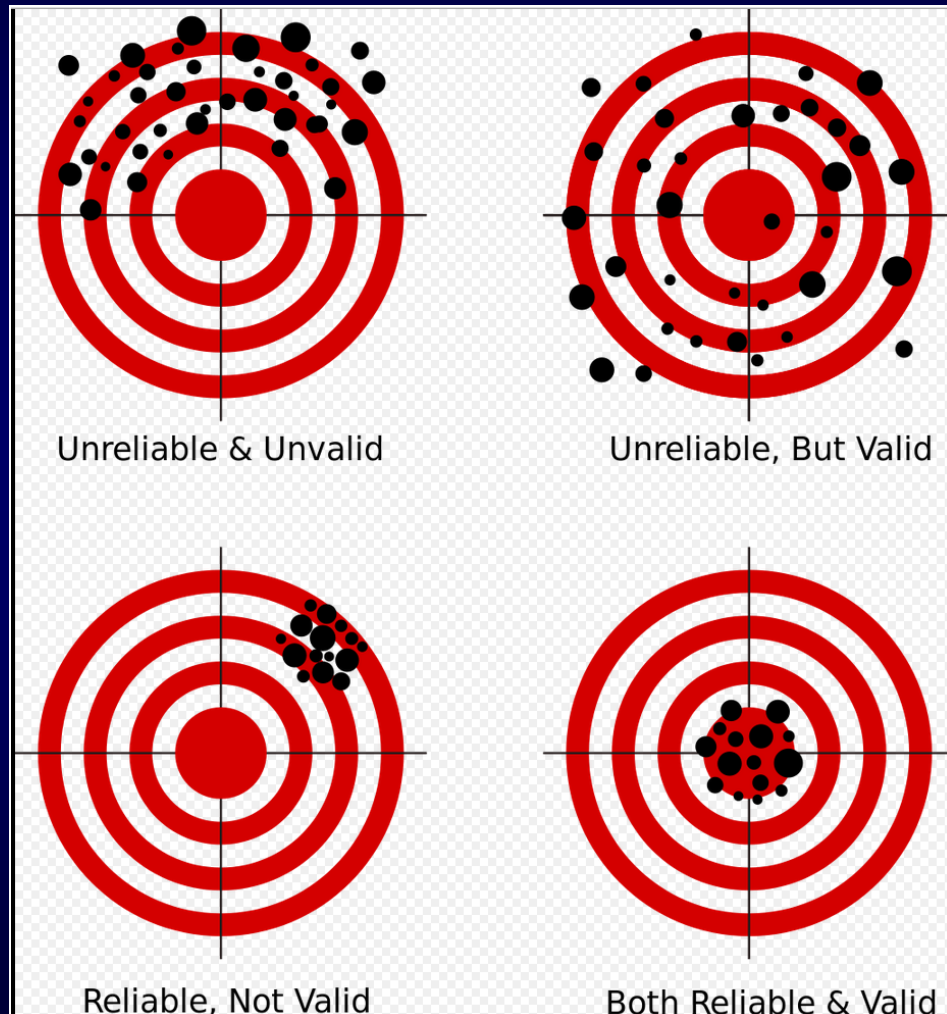 Unreliable & Unvalid
Unreliable, But Valid
Reliable, Not Valid
Both Reliable & Valid